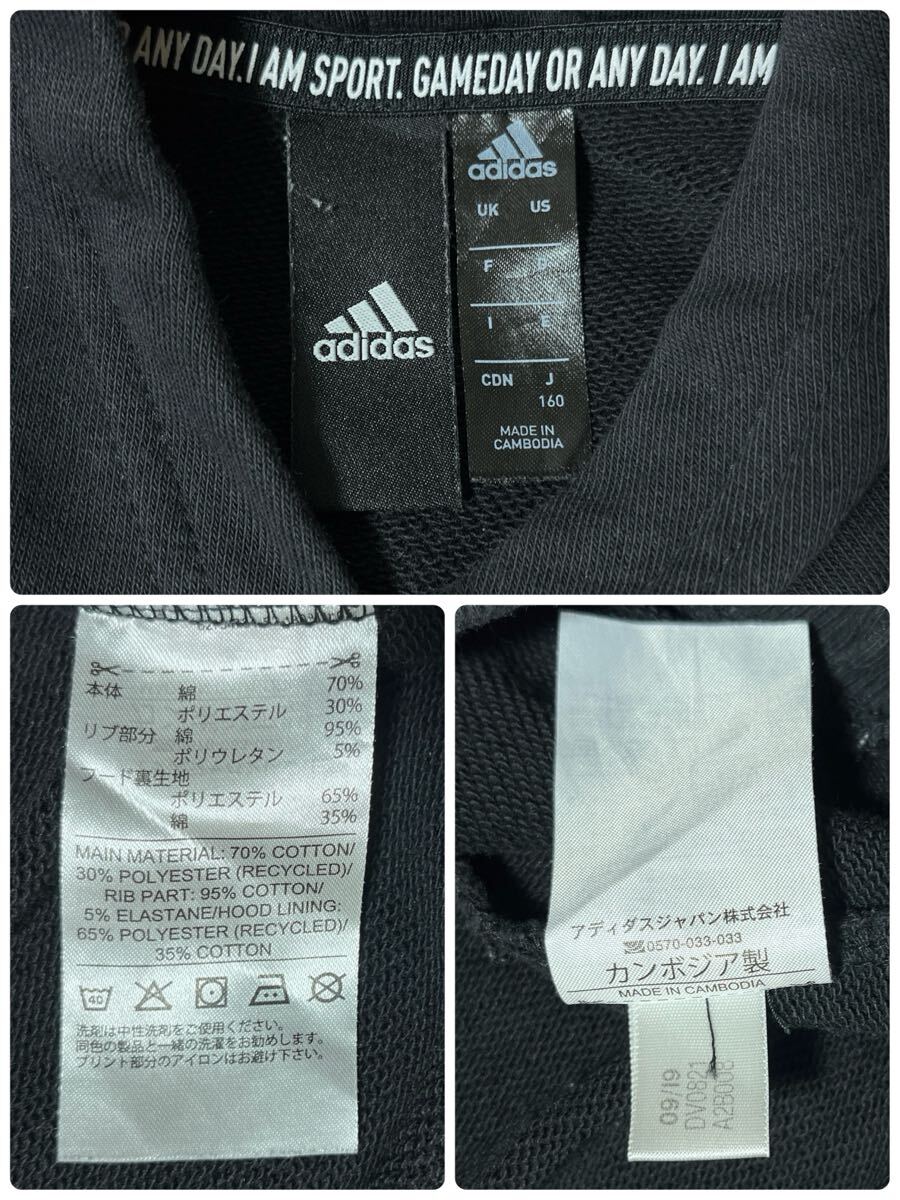 ANY DAY. I AM SPORT. GAMEDAY OR ANY DAY. I AM
adidas
adidas
UK US
F
I E
CDN J
160
MADE IN
CAMBODIA
本体 綿 70%
ポリエステル 30%
リブ部分 綿 95%
ポリウレタン 5%
フード裏生地
ポリエステル 65%
綿 35%
MAIN MATERIAL: 70% COTTON/
30% POLYESTER (RECYCLED)/
RIB PART: 95% COTTON/
5% ELASTANE/HOOD LINING:
65% POLYESTER (RECYCLED)/
35% COTTON
40
洗剤は中性洗剤をご使用ください。
同色の製品と一緒の洗濯をお勧めします。
プリント部分のアイロンはお避け下さい。
アディダスジャパン株式会社
0570-033-033
カンボジア製
MADE IN CAMBODIA
09/19
DV0821
A2B008